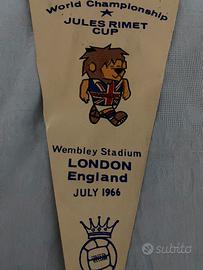 World Championship
JULES RIMET
CUP
Wembley Stadium
LONDON
England
JULY 1966
subito